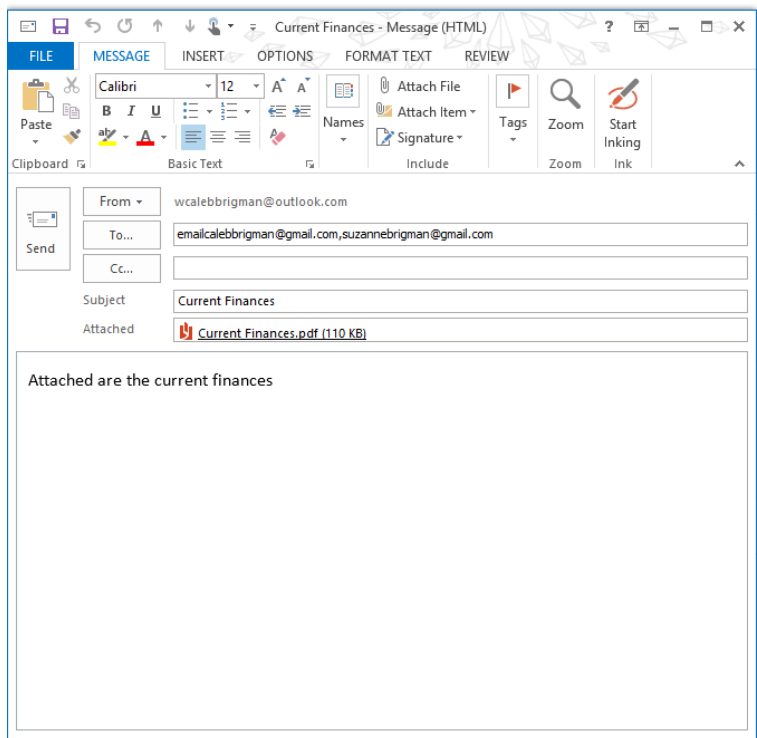 Current Finances - Message (HTML)
?
FILE MESSAGE INSERT OPTIONS FORMAT TEXT REVIEW
Calibri 12 A A Attach File
B I U Attach Item
Paste Names Tags Zoom Start Inking
ab A Signature
Clipboard Basic Text Include Zoom Ink
From wcalebbrigman@outlook.com
Send
To... emailcalebbrigman@gmail.com,suzannebrigman@gmail.com
Cc...
Subject Current Finances
Attached Current Finances.pdf (110 KB)
Attached are the current finances